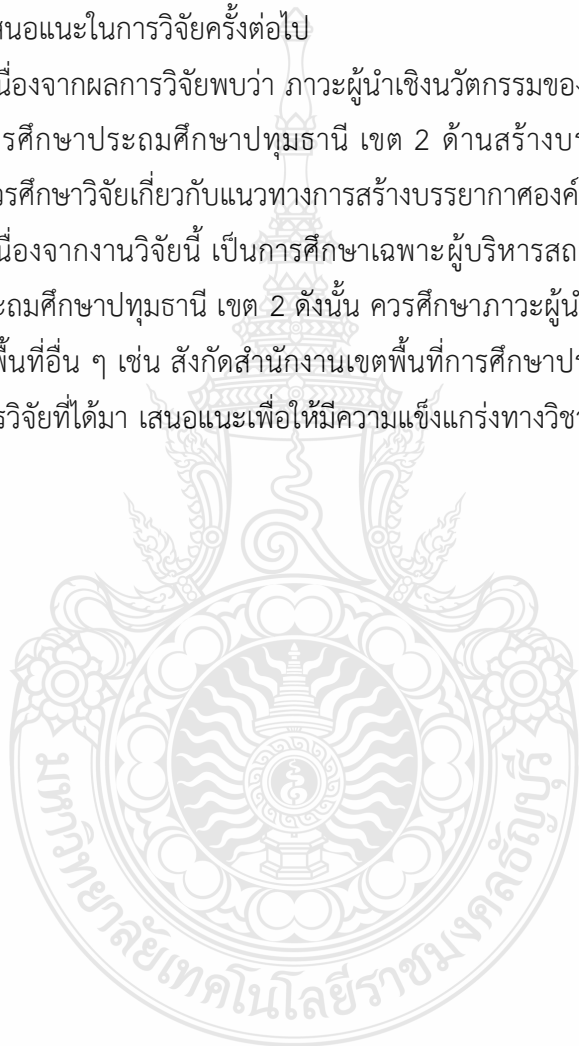 สนอแนะในการวิจัยครั้งต่อไป
นื่องจากผลการวิจัยพบว่า ภาวะผู้นำเชิงนวัตกรรมของ
รศึกษาประถมศึกษาปทุมธานี เขต 2 ด้านสร้างบร
วรศึกษาวิจัยเกี่ยวกับแนวทางการสร้างบรรยากาศองค์
นื่องจากงานวิจัยนี้ เป็นการศึกษาเฉพาะผู้บริหารสถ
ะถมศึกษาปทุมธานี เขต 2 ดังนั้น ควรศึกษาภาวะผู้นำ
พื้นที่อื่น ๆ เช่น สังกัดสำนักงานเขตพื้นที่การศึกษาปร
รวิจัยที่ได้มา เสนอแนะเพื่อให้มีความแข็งแกร่งทางวิชา
มหาวิทยาลัยเทคโนโลยีราชมงคลธัญบุรี